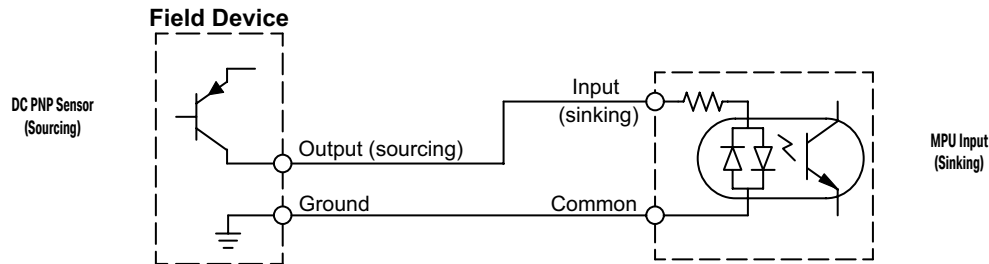 Field Device
DC PNP Sensor
(Sourcing)
Output (sourcing)
Ground
Input
(sinking)
Common
MPU Input
(Sinking)